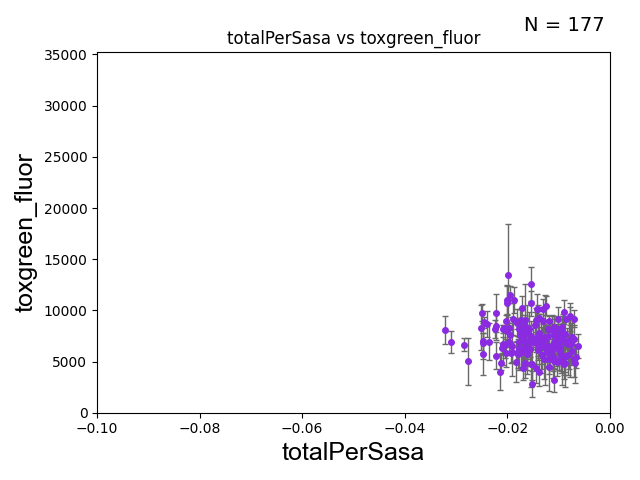 N = 177
totalPerSasa vs toxgreen_fluor
35000
30000
25000
20000
15000
10000
5000
0
toxgreen_fluor
−0.10 −0.08 −0.06 −0.04 −0.02 0.00
totalPerSasa